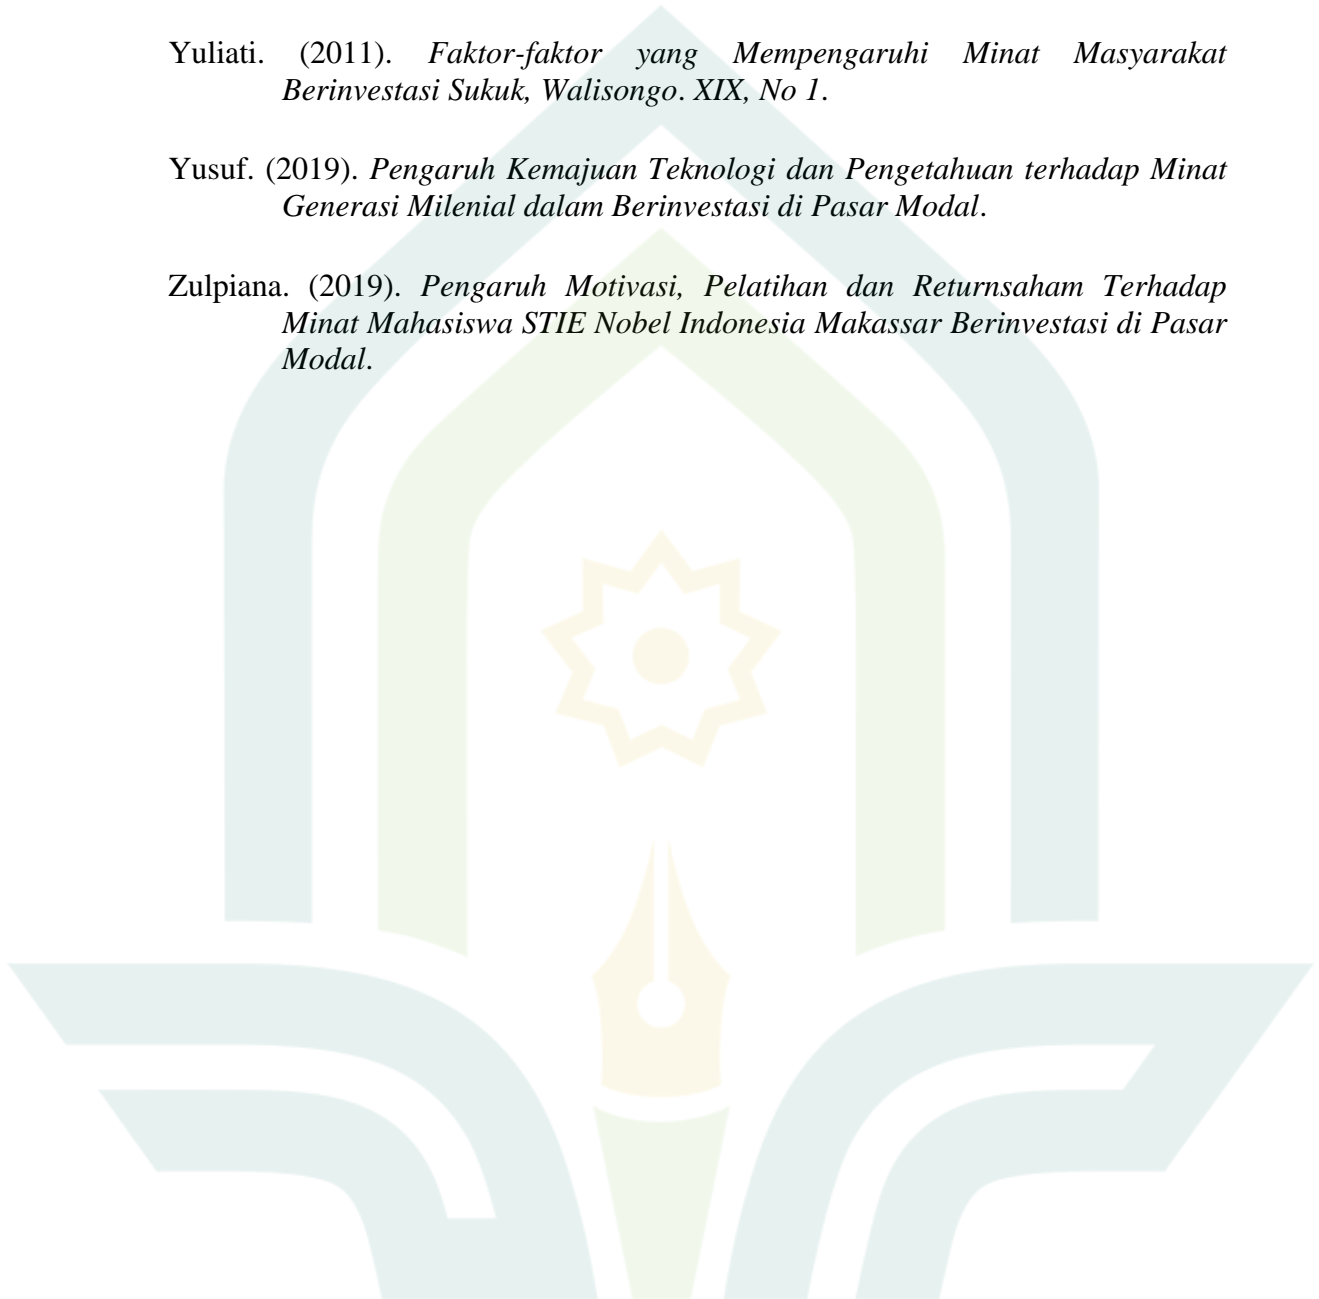 Yuliati. (2011). Faktor-faktor yang Mempengaruhi Minat Masyarakat
Berinvestasi Sukuk, Walisongo. XIX, No 1.
Yusuf. (2019). Pengaruh Kemajuan Teknologi dan Pengetahuan terhadap Minat
Generasi Milenial dalam Berinvestasi di Pasar Modal.
Zulpiana. (2019). Pengaruh Motivasi, Pelatihan dan Returnsaham Terhadap
Minat Mahasiswa STIE Nobel Indonesia Makassar Berinvestasi di Pasar
Modal.